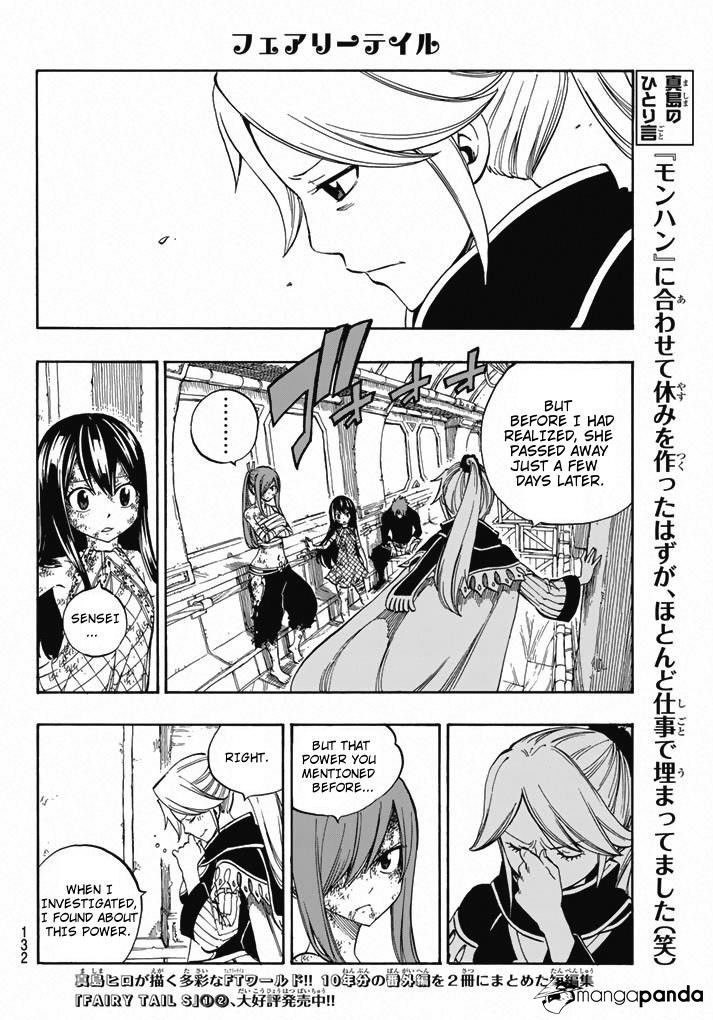 フェアリーテイル
真島のひとり言
『モンハン』に合わせて休みを作ったはずが、ほとんど仕事で埋まってました(笑)
BUT
BEFORE I HAD
REALIZED, SHE
PASSED AWAY
JUST A FEW
DAYS LATER.
………
ガタタン
SENSEI
...
BUT THAT
POWER YOU
MENTIONED
BEFORE...
RIGHT.
WHEN I
INVESTIGATED,
I FOUND ABOUT
THIS POWER.
132
真島ヒロが描く多彩なFTワールド!! 10年分の番外編を2冊にまとめた短編集
『FAIRY TAIL S』①②、大好評発売中!!
mangapanda